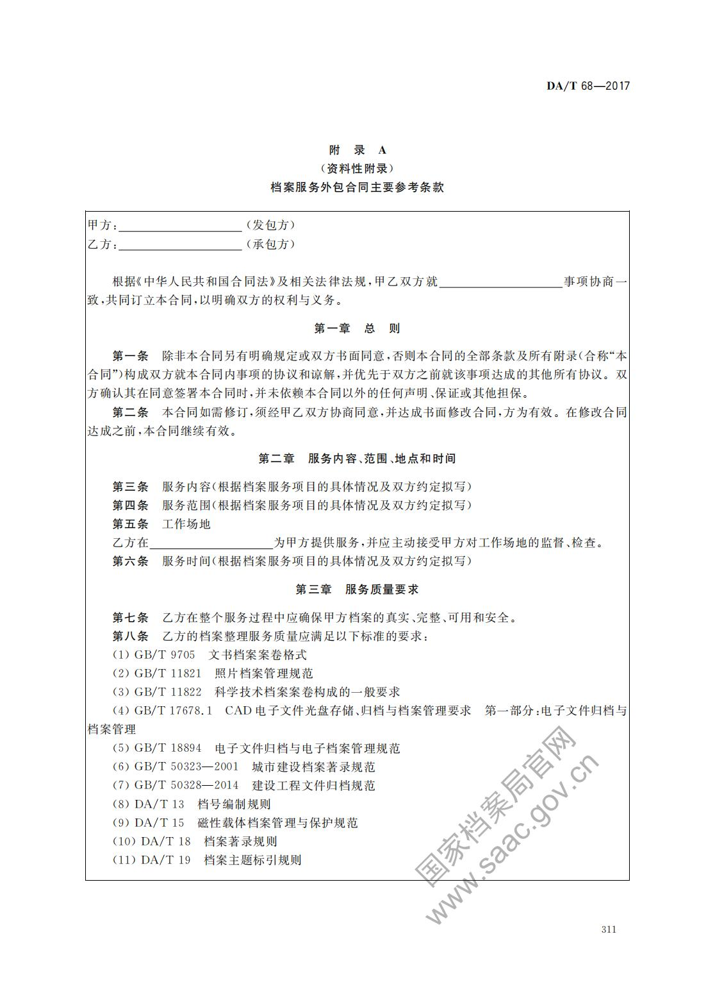 DA/T 68—2017
附　录　A
（资料性附录）
档案服务外包合同主要参考条款
甲方：____________________（发包方）
乙方：____________________（承包方）
根据《中华人民共和国合同法》及相关法律法规，甲乙双方就____________________事项协商一
致，共同订立本合同，以明确双方的权利与义务。
第一章　总　则
第一条　除非本合同另有明确规定或双方书面同意，否则本合同的全部条款及所有附录（合称“本
合同”）构成双方就本合同内事项的协议和谅解，并优先于双方之前就该事项达成的其他所有协议。双
方确认其在同意签署本合同时，并未依赖本合同以外的任何声明、保证或其他担保。
第二条　本合同如需修订，须经甲乙双方协商同意，并达成书面修改合同，方为有效。在修改合同
达成之前，本合同继续有效。
第二章　服务内容、范围、地点和时间
第三条　服务内容（根据档案服务项目的具体情况及双方约定拟写）
第四条　服务范围（根据档案服务项目的具体情况及双方约定拟写）
第五条　工作场地
乙方在____________________为甲方提供服务，并应主动接受甲方对工作场地的监督、检查。
第六条　服务时间（根据档案服务项目的具体情况及双方约定拟写）
第三章　服务质量要求
第七条　乙方在整个服务过程中应确保甲方档案的真实、完整、可用和安全。
第八条　乙方的档案整理服务质量应满足以下标准的要求：
（1）GB/T 9705　文书档案案卷格式
（2）GB/T 11821　照片档案管理规范
（3）GB/T 11822　科学技术档案案卷构成的一般要求
（4）GB/T 17678.1　CAD 电子文件光盘存储、归档与档案管理要求　第一部分：电子文件归档与
档案管理
（5）GB/T 18894　电子文件归档与电子档案管理规范
（6）GB/T 50323—2001　城市建设档案著录规范
（7）GB/T 50328—2014　建设工程文件归档规范
（8）DA/T 13　档号编制规则
（9）DA/T 15　磁性载体档案管理与保护规范
（10）DA/T 18　档案著录规则
（11）DA/T 19　档案主题标引规则
国家档案局官网
www.saac.gov.cn
311